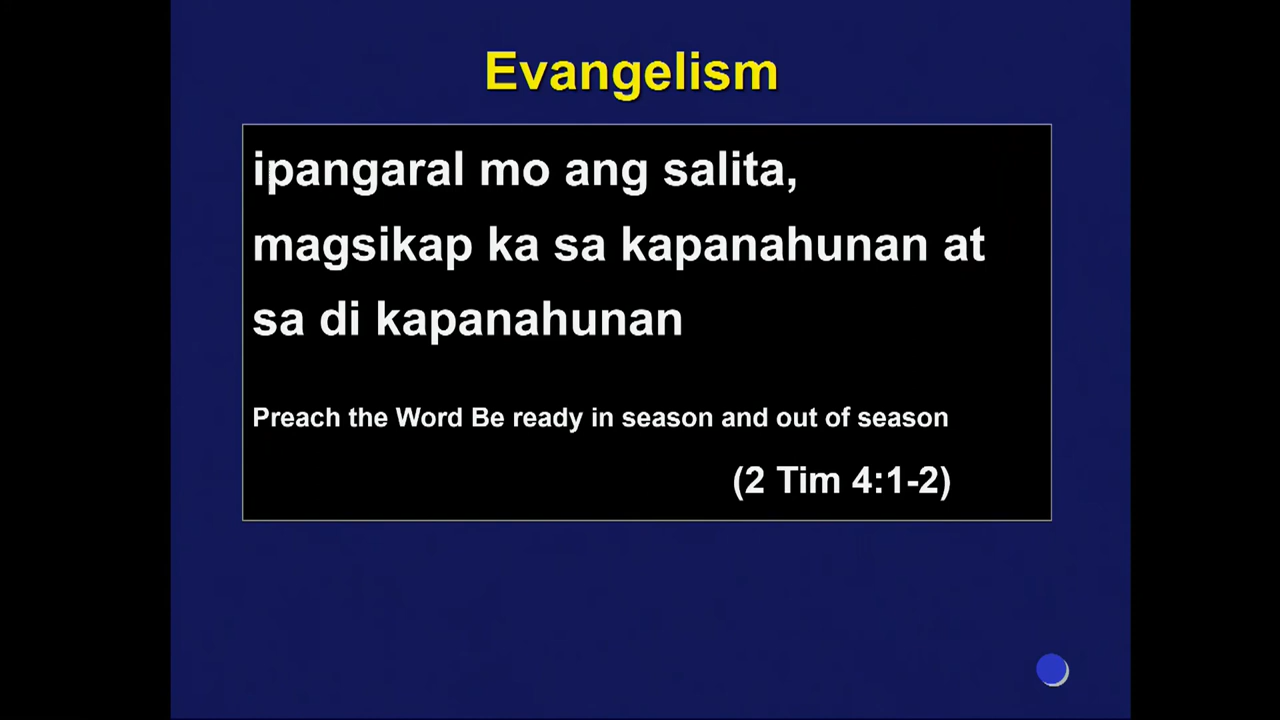 Evangelism
ipangaral mo ang salita,
magsikap ka sa kapanahunan at
sa di kapanahunan
Preach the Word Be ready in season and out of season
(2 Tim 4:1-2)